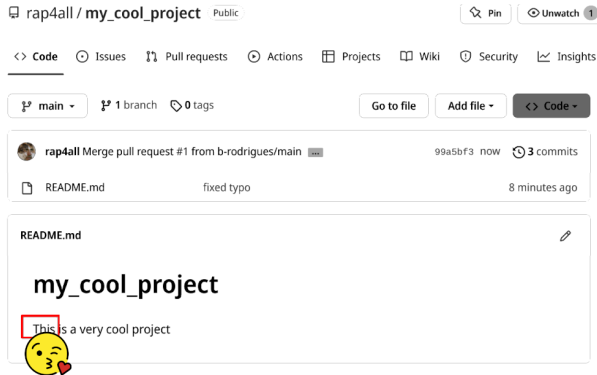 rap4all / my_cool_project Public Pin Unwatch 1
Code Issues Pull requests Actions Projects Wiki Security Insights
main 1 branch 0 tags Go to file Add file Code
rap4all Merge pull request #1 from b-rodrigues/main ... 99a5bf3 now 3 commits
README.md fixed typo 8 minutes ago
README.md
my_cool_project
This is a very cool project